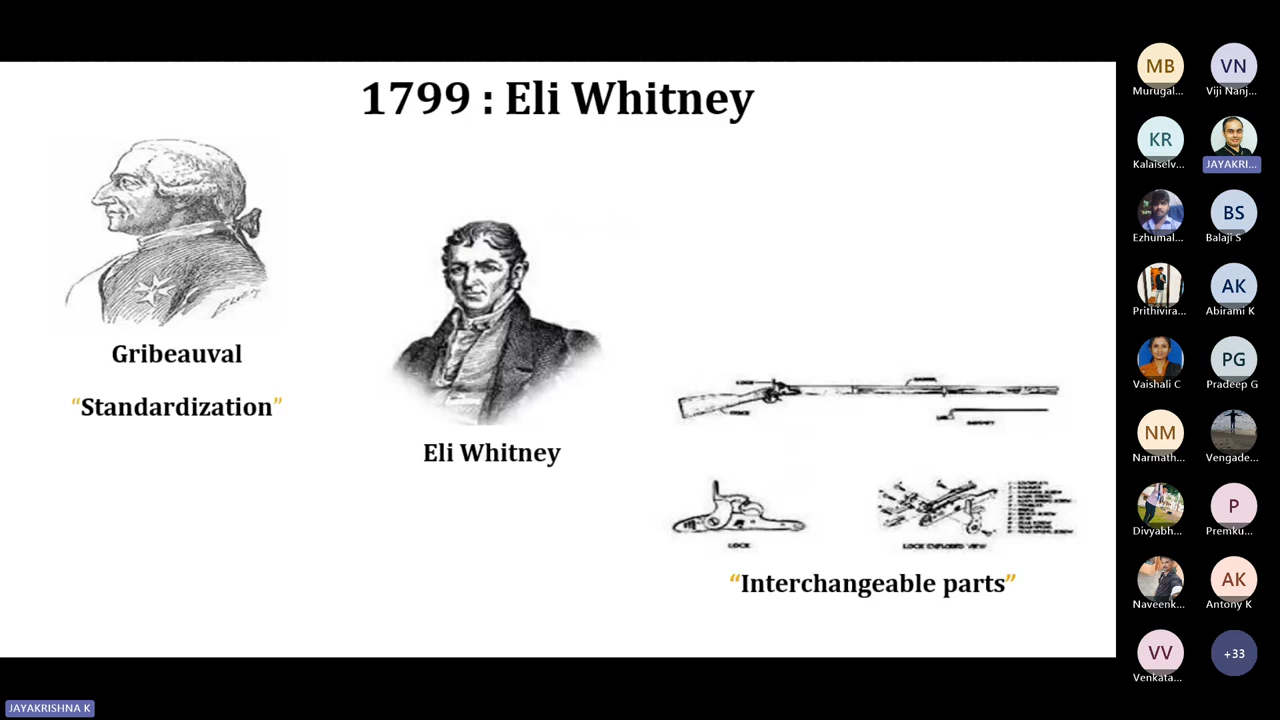 1799 : Eli Whitney
Gribeauval
“Standardization”
Eli Whitney
LOCK
LOCK EXPLODED VIEW
“Interchangeable parts”
MB
Murugal...
VN
Viji Nanj...
KR
Kalaiselv...
JAYAKRI...
Ezhumal...
BS
Balaji S
Prithivira...
AK
Abirami K
Vaishali C
PG
Pradeep G
NM
Narmath...
Vengade...
Divyabh...
P
Premku...
Naveenk...
AK
Antony K
VV
Venkata...
+33
JAYAKRISHNA K